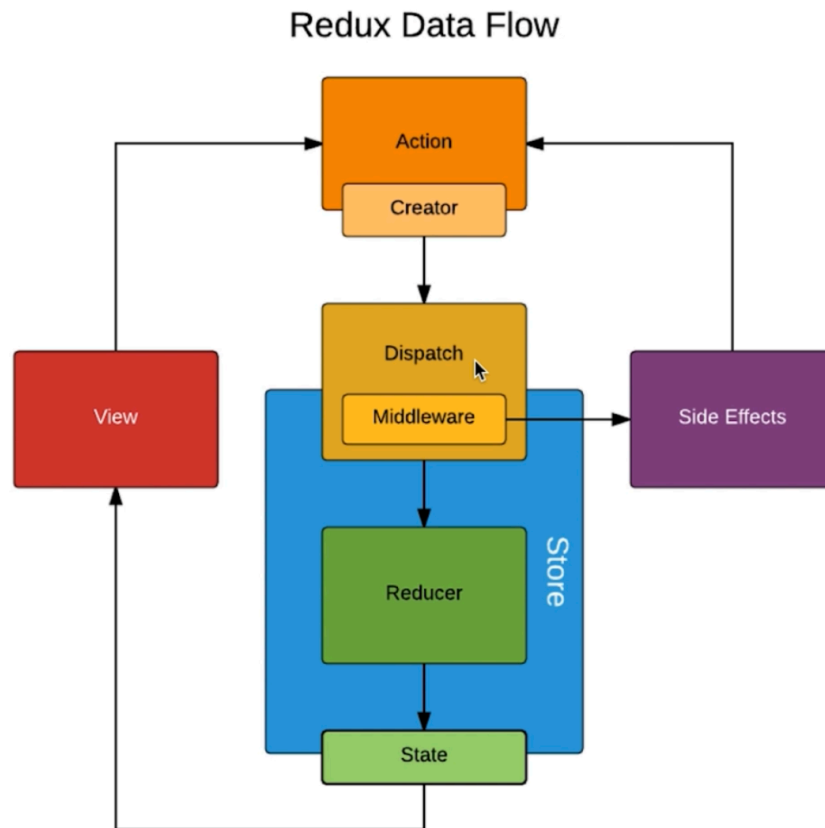 Redux Data Flow
Action
Creator
Dispatch
Middleware
View
Side Effects
Store
Reducer
State